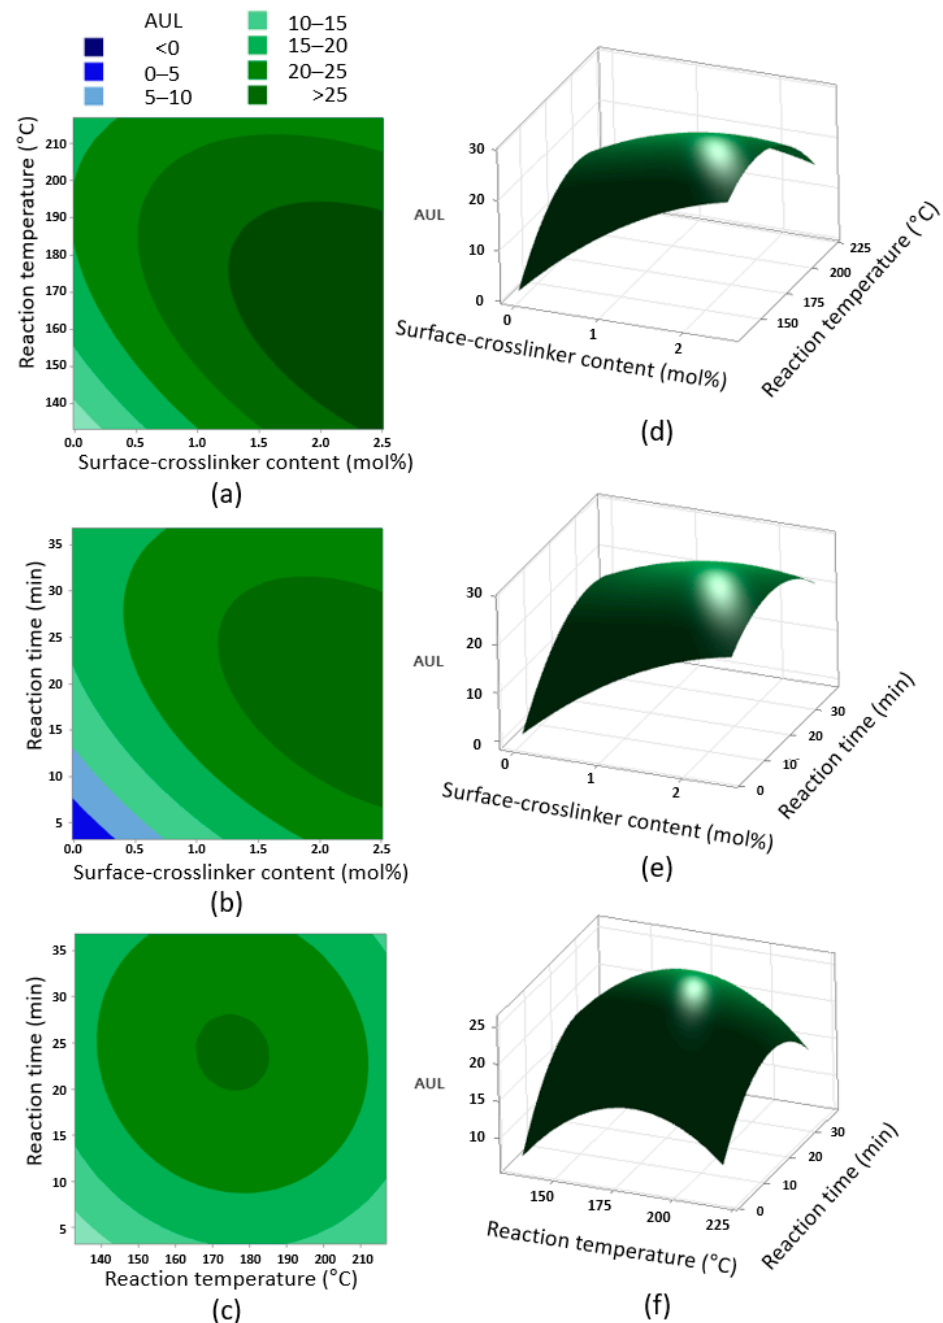 AUL
<0
0–5
5–10
10–15
15–20
20–25
>25
Reaction temperature (°C)
210
200
190
180
170
160
150
140
0.0 0.5 1.0 1.5 2.0 2.5
Surface-crosslinker content (mol%)
(a)
30
20
10
0
AUL
0 1 2
Surface-crosslinker content (mol%)
150 175 200 225
Reaction temperature (°C)
(d)
Reaction time (min)
35
30
25
20
15
10
5
0.0 0.5 1.0 1.5 2.0 2.5
Surface-crosslinker content (mol%)
(b)
30
20
10
0
AUL
0 1 2
Surface-crosslinker content (mol%)
0 10 20 30
Reaction time (min)
(e)
Reaction time (min)
35
30
25
20
15
10
5
140 150 160 170 180 190 200 210
Reaction temperature (°C)
(c)
25
20
15
10
AUL
150 175 200 225
Reaction temperature (°C)
0 10 20 30
Reaction time (min)
(f)